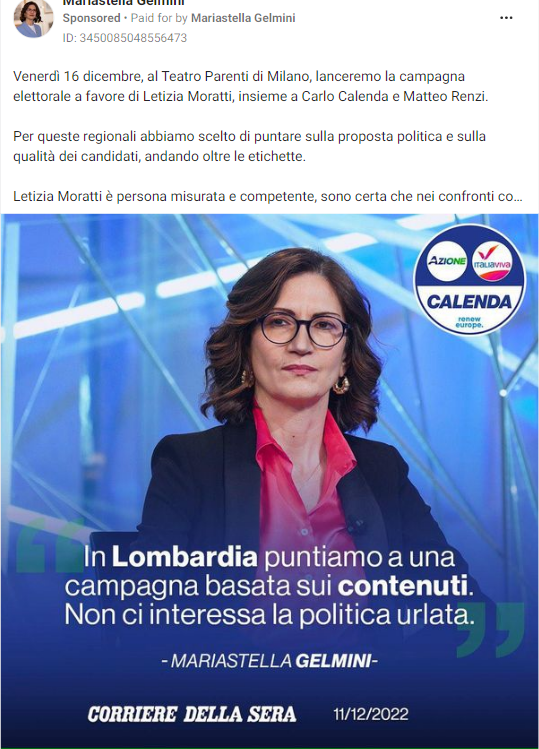 Mariastella Gelmini
Sponsored • Paid for by Mariastella Gelmini
ID: 3450085048556473
Venerdì 16 dicembre, al Teatro Parenti di Milano, lanceremo la campagna
elettorale a favore di Letizia Moratti, insieme a Carlo Calenda e Matteo Renzi.
Per queste regionali abbiamo scelto di puntare sulla proposta politica e sulla
qualità dei candidati, andando oltre le etichette.
Letizia Moratti è persona misurata e competente, sono certa che nei confronti co...
AZIONE
ITALIAVIVA
CALENDA
renew
europe.
“In Lombardia puntiamo a una
campagna basata sui contenuti.
Non ci interessa la politica urlata.”
- MARIASTELLA GELMINI-
CORRIERE DELLA SERA 11/12/2022